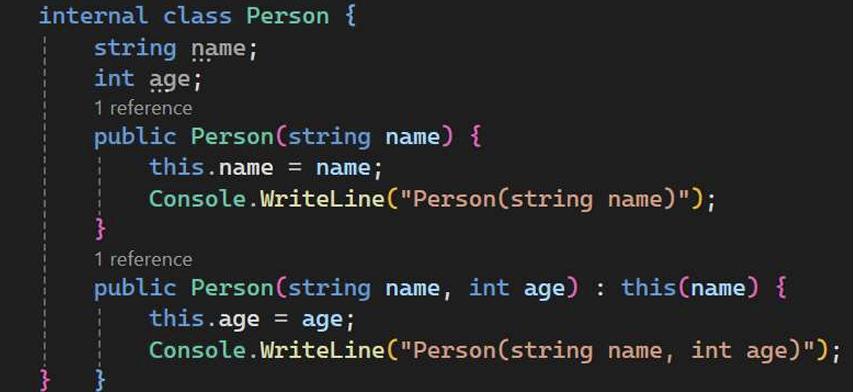 internal class Person {
string name;
int age;
1 reference
public Person(string name) {
this.name = name;
Console.WriteLine("Person(string name)");
}
1 reference
public Person(string name, int age) : this(name) {
this.age = age;
Console.WriteLine("Person(string name, int age)");
} }